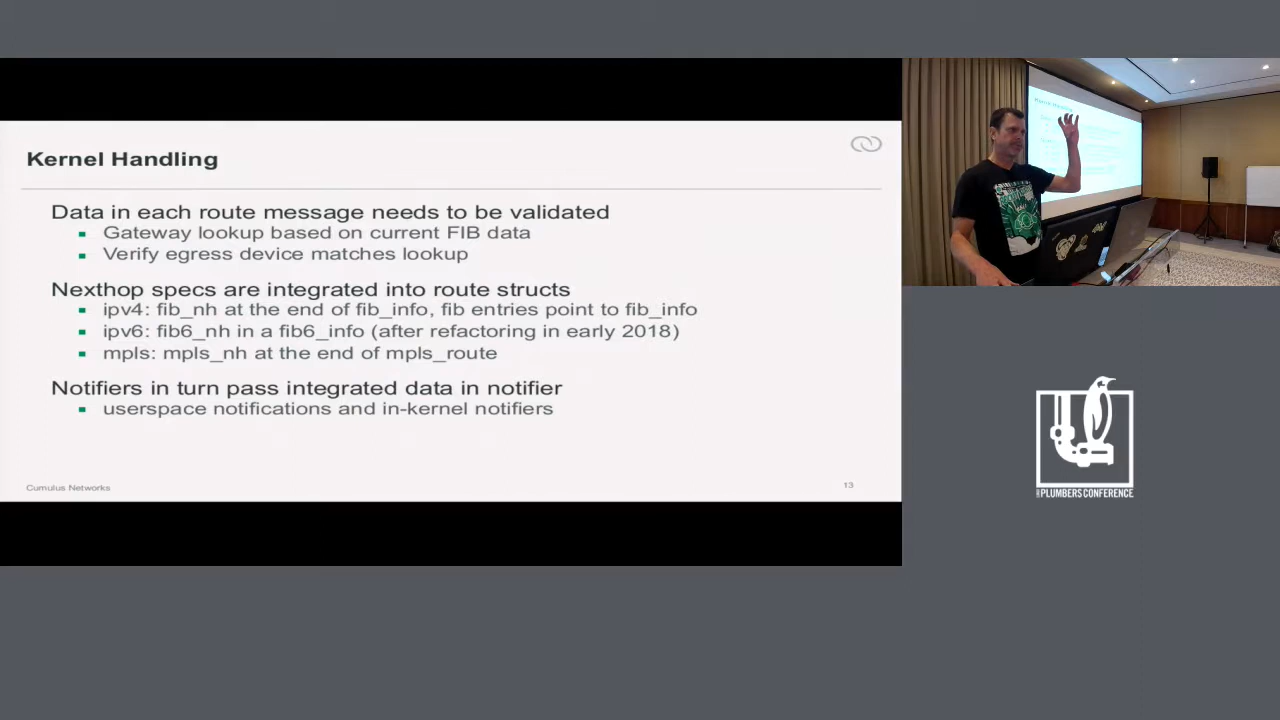 Kernel Handling
Data in each route message needs to be validated
Gateway lookup based on current FIB data
Verify egress device matches lookup
Nexthop specs are integrated into route structs
ipv4: fib_nh at the end of fib_info, fib entries point to fib_info
ipv6: fib6_nh in a fib6_info (after refactoring in early 2018)
mpls: mpls_nh at the end of mpls_route
Notifiers in turn pass integrated data in notifier
userspace notifications and in-kernel notifiers
Cumulus Networks
13
Kernel Handling
PLUMBERS CONFERENCE